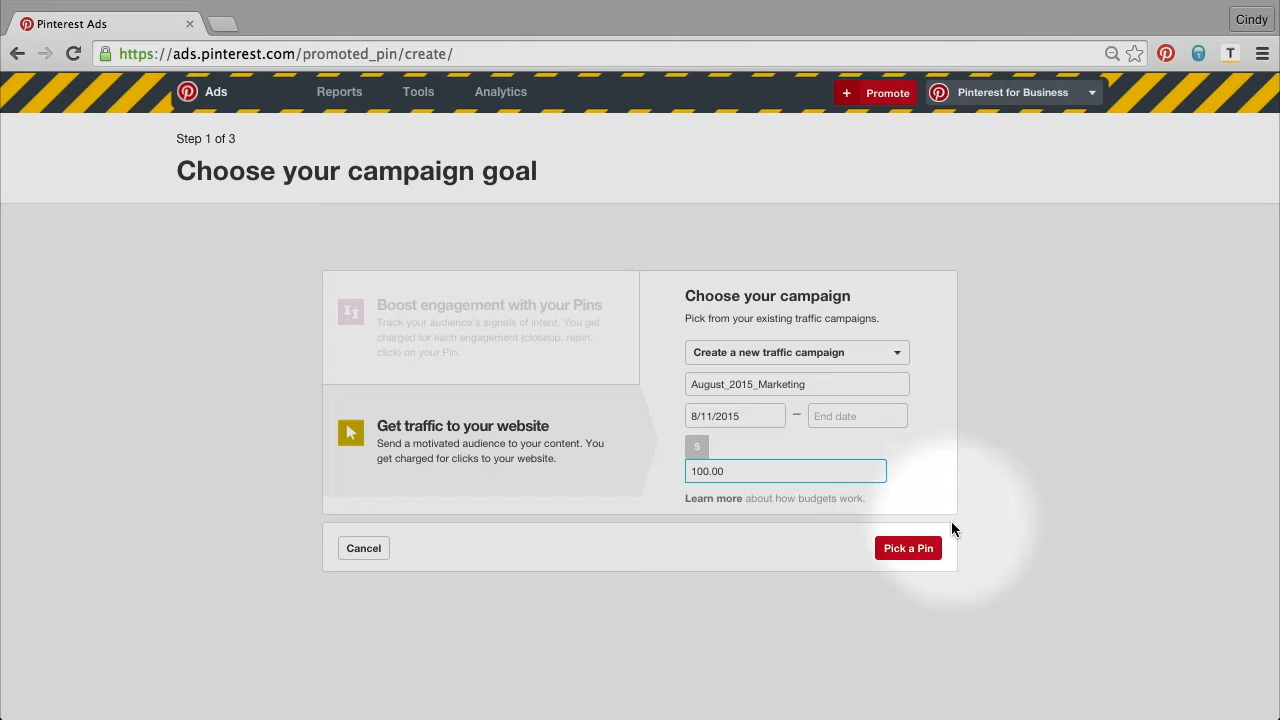 Pinterest Ads
Cindy
https://ads.pinterest.com/promoted_pin/create/
T
Ads
Reports
Tools
Analytics
+ Promote
Pinterest for Business
Step 1 of 3
Choose your campaign goal
Boost engagement with your Pins
Track your audience's signals of intent. You get
charged for each engagement (closeup, repin,
click) on your Pin.
Get traffic to your website
Send a motivated audience to your content. You
get charged for clicks to your website.
Choose your campaign
Pick from your existing traffic campaigns.
Create a new traffic campaign
August_2015_Marketing
8/11/2015 – End date
$
100.00
Learn more about how budgets work.
Cancel
Pick a Pin